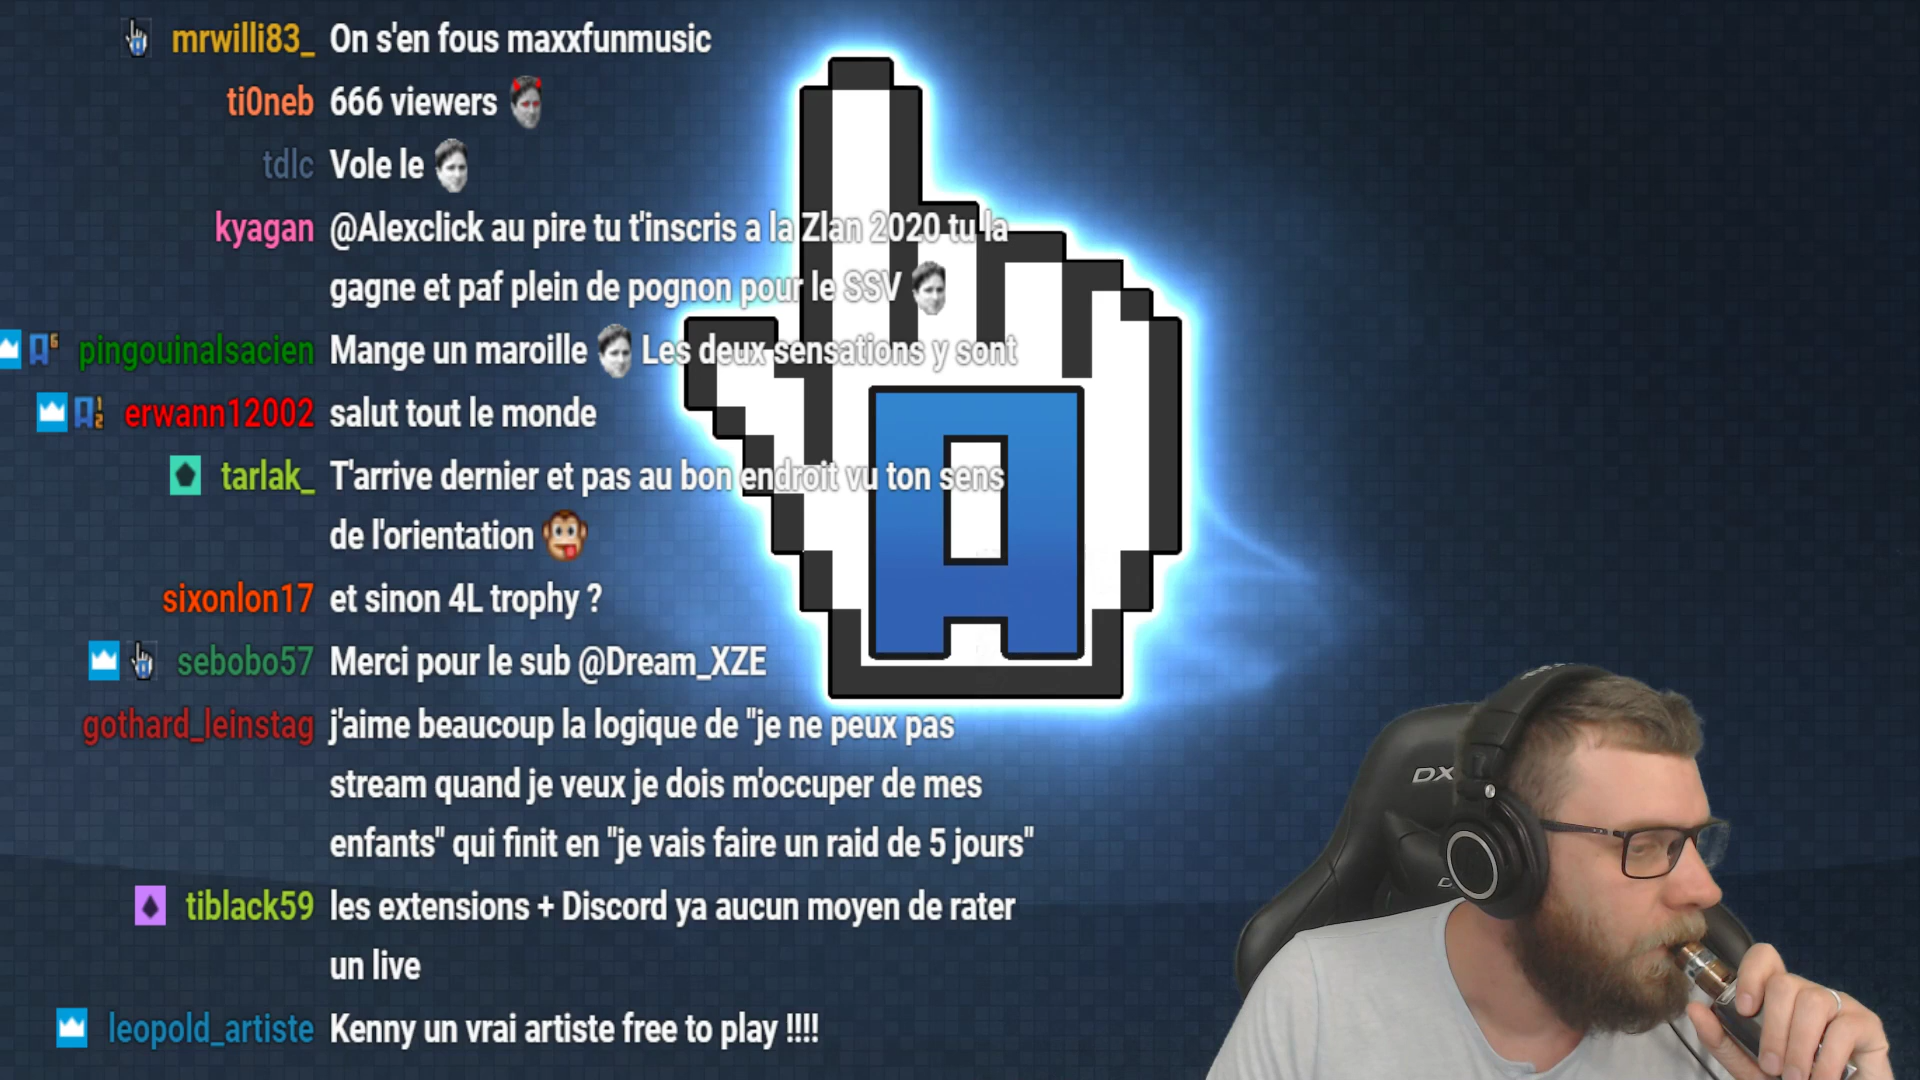 mrwilli83_ On s'en fous maxxfunmusic
ti0neb 666 viewers
tdlc Vole le
kyagan @Alexclick au pire tu t'inscris a la Zlan 2020 tu la
gagne et paf plein de pognon pour le SSV
pingouinalsacien Mange un maroille Les deux sensations y sont
erwann12002 salut tout le monde
tarlak_ T'arrive dernier et pas au bon endroit vu ton sens
de l'orientation
sixonlon17 et sinon 4L trophy ?
sebobo57 Merci pour le sub @Dream_XZE
gothard_leinstag j'aime beaucoup la logique de "je ne peux pas
stream quand je veux je dois m'occuper de mes
enfants" qui finit en "je vais faire un raid de 5 jours"
tiblack59 les extensions + Discord ya aucun moyen de rater
un live
leopold_artiste Kenny un vrai artiste free to play !!!!
A
DX